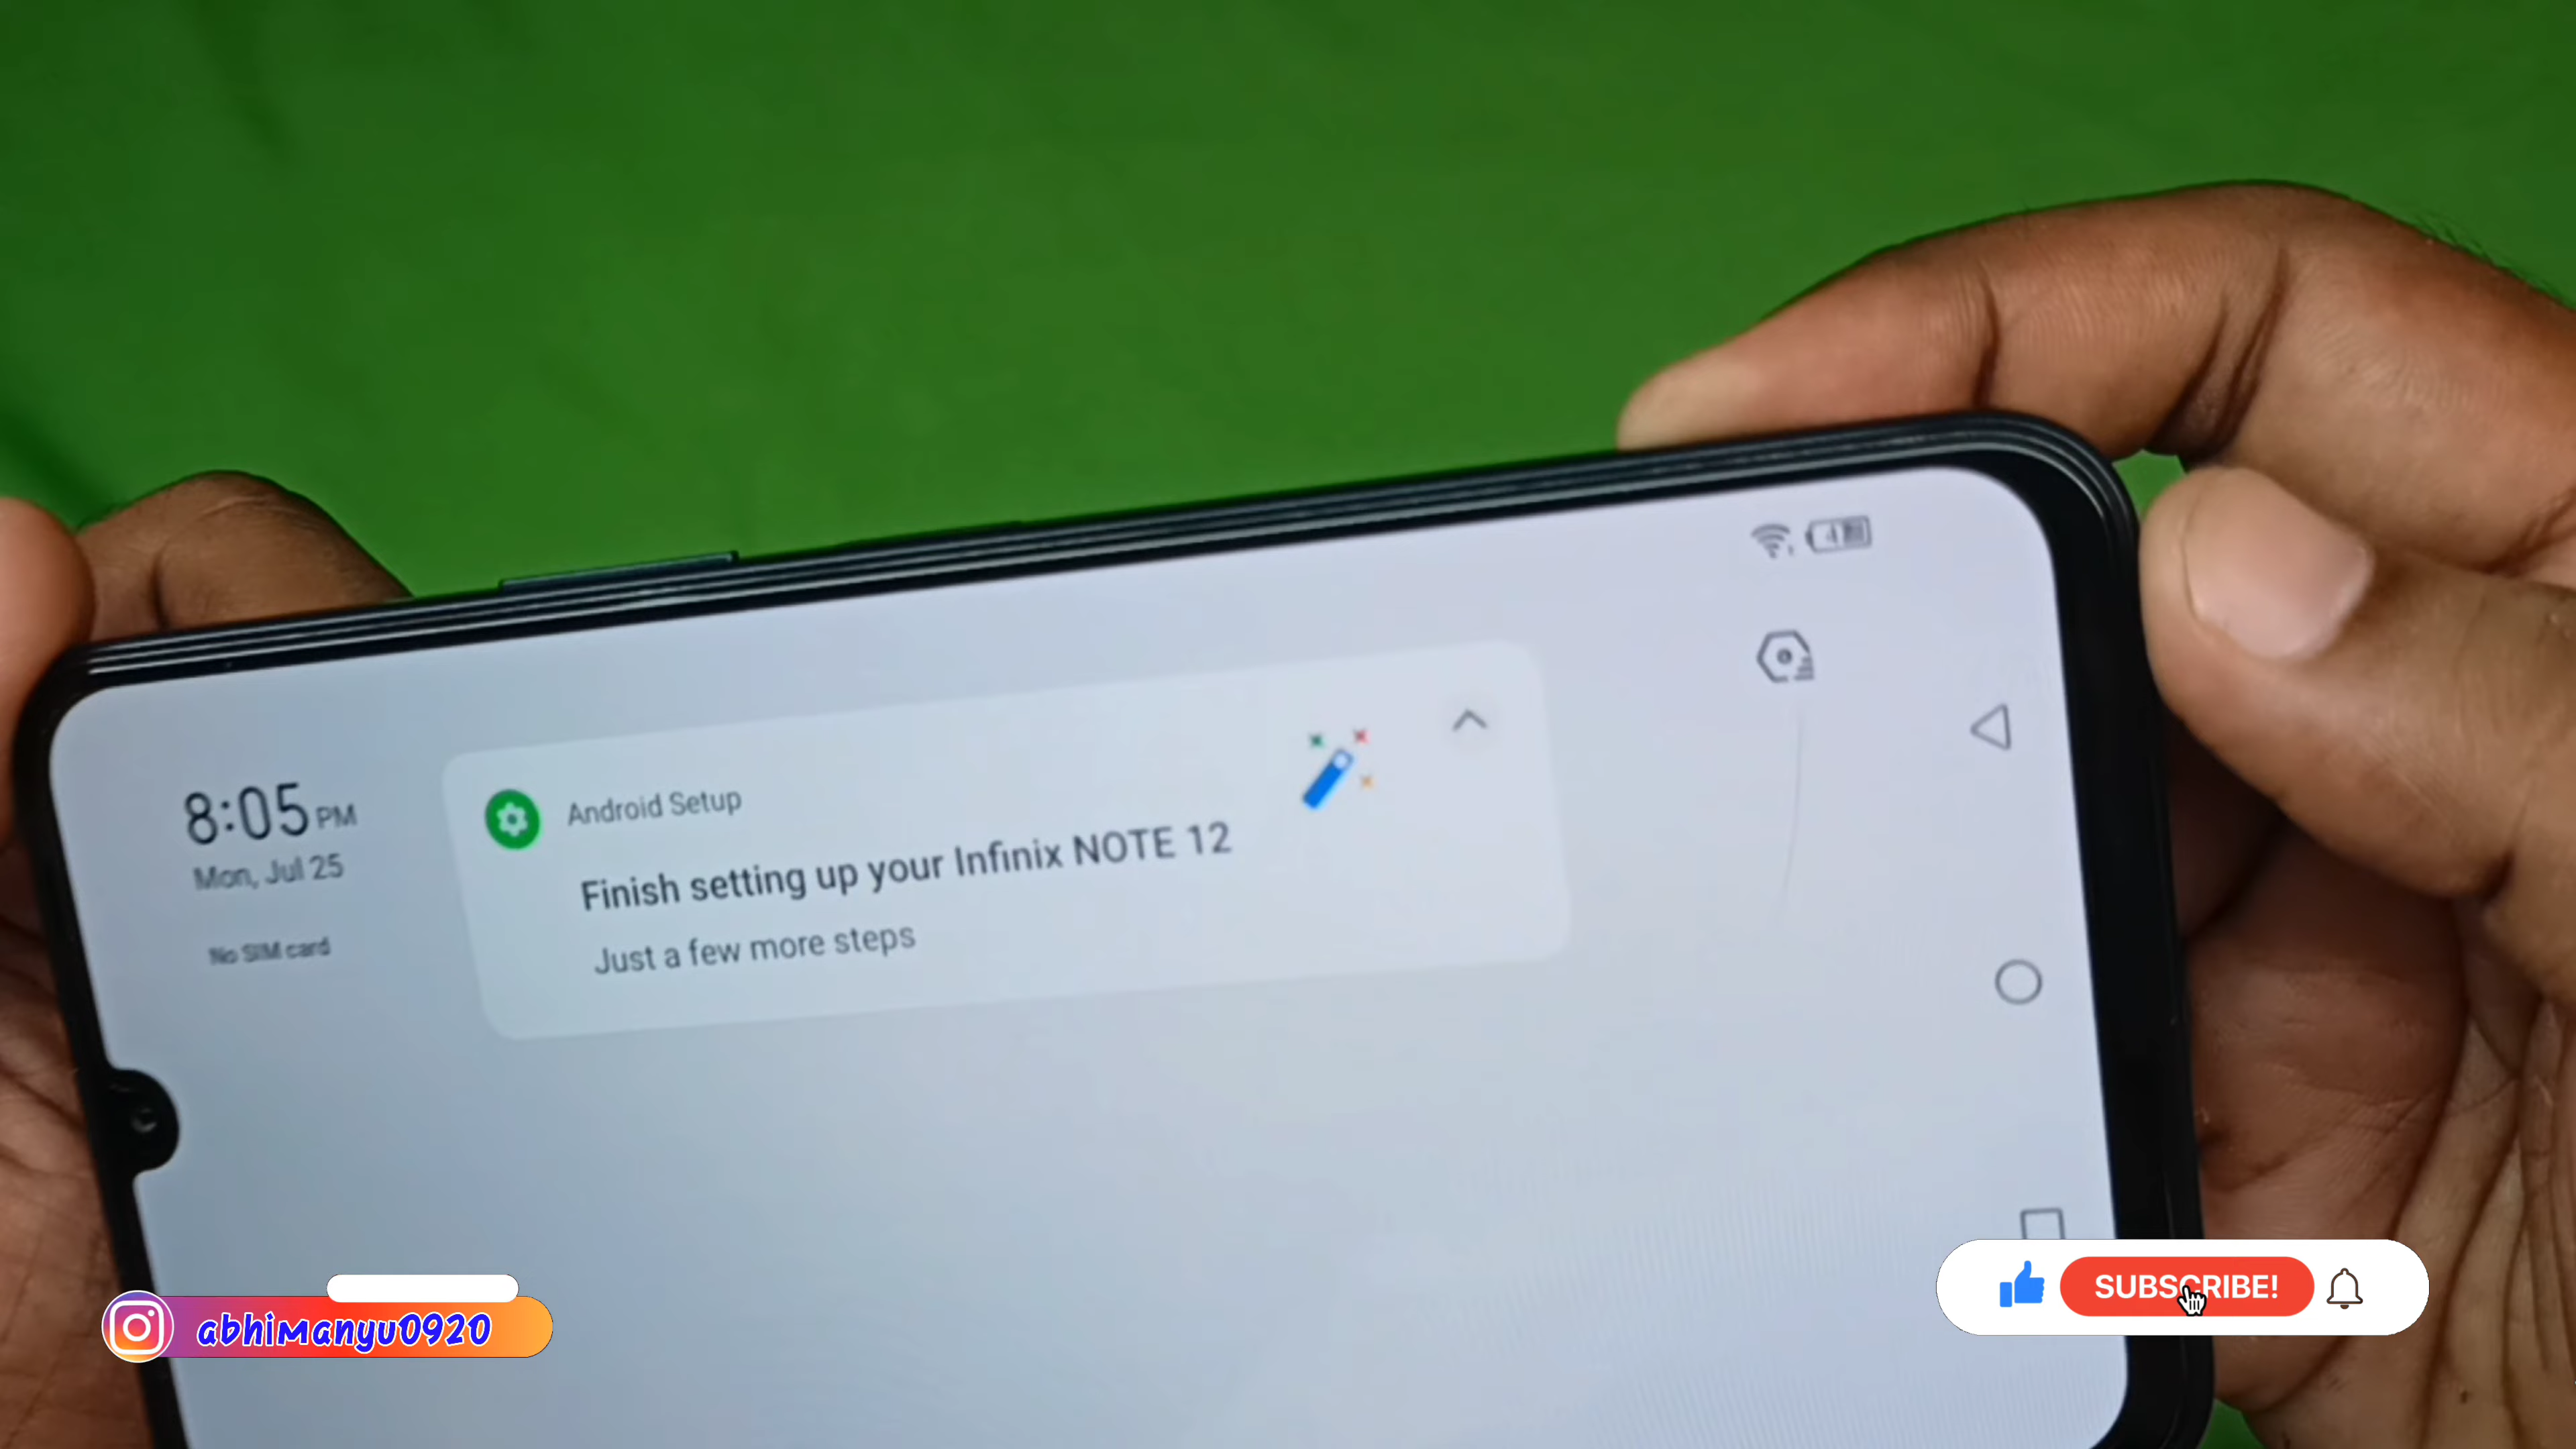 8:05 PM
Mon, Jul 25
No SIM card
Android Setup
Finish setting up your Infinix NOTE 12
Just a few more steps
abhimanyu0920
SUBSCRIBE!